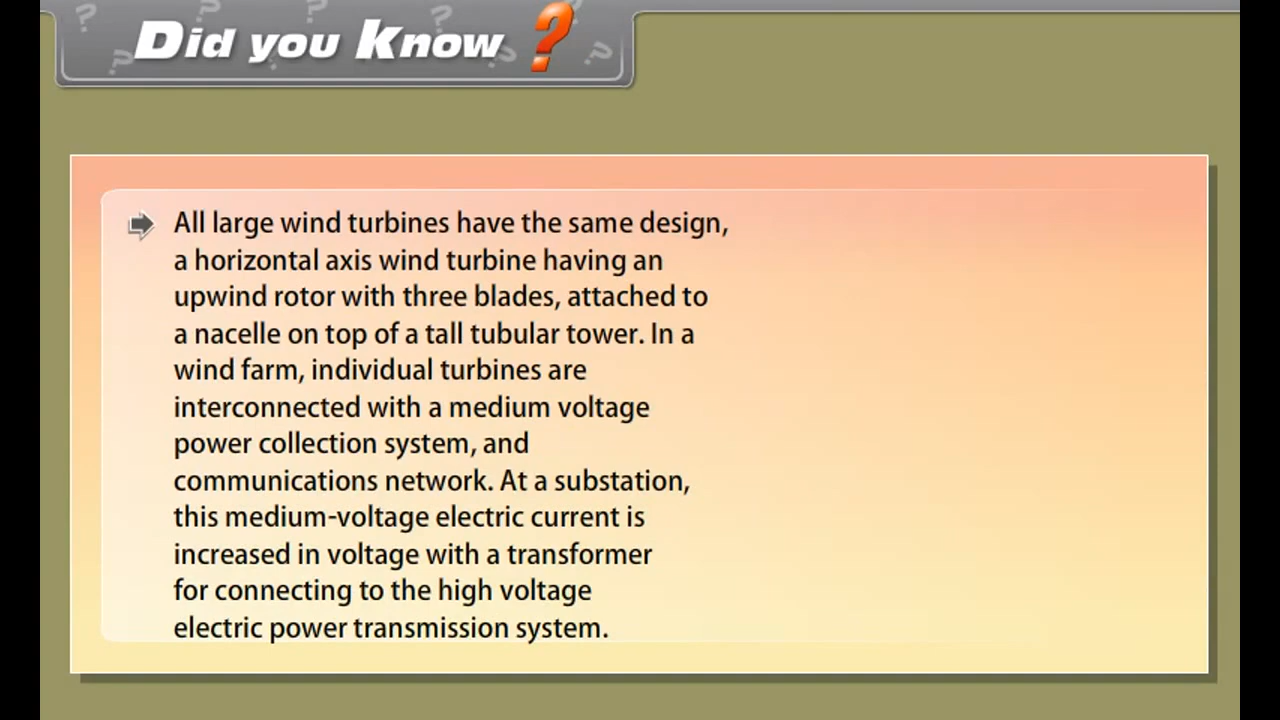 Did you Know ?
All large wind turbines have the same design,
a horizontal axis wind turbine having an
upwind rotor with three blades, attached to
a nacelle on top of a tall tubular tower. In a
wind farm, individual turbines are
interconnected with a medium voltage
power collection system, and
communications network. At a substation,
this medium-voltage electric current is
increased in voltage with a transformer
for connecting to the high voltage
electric power transmission system.